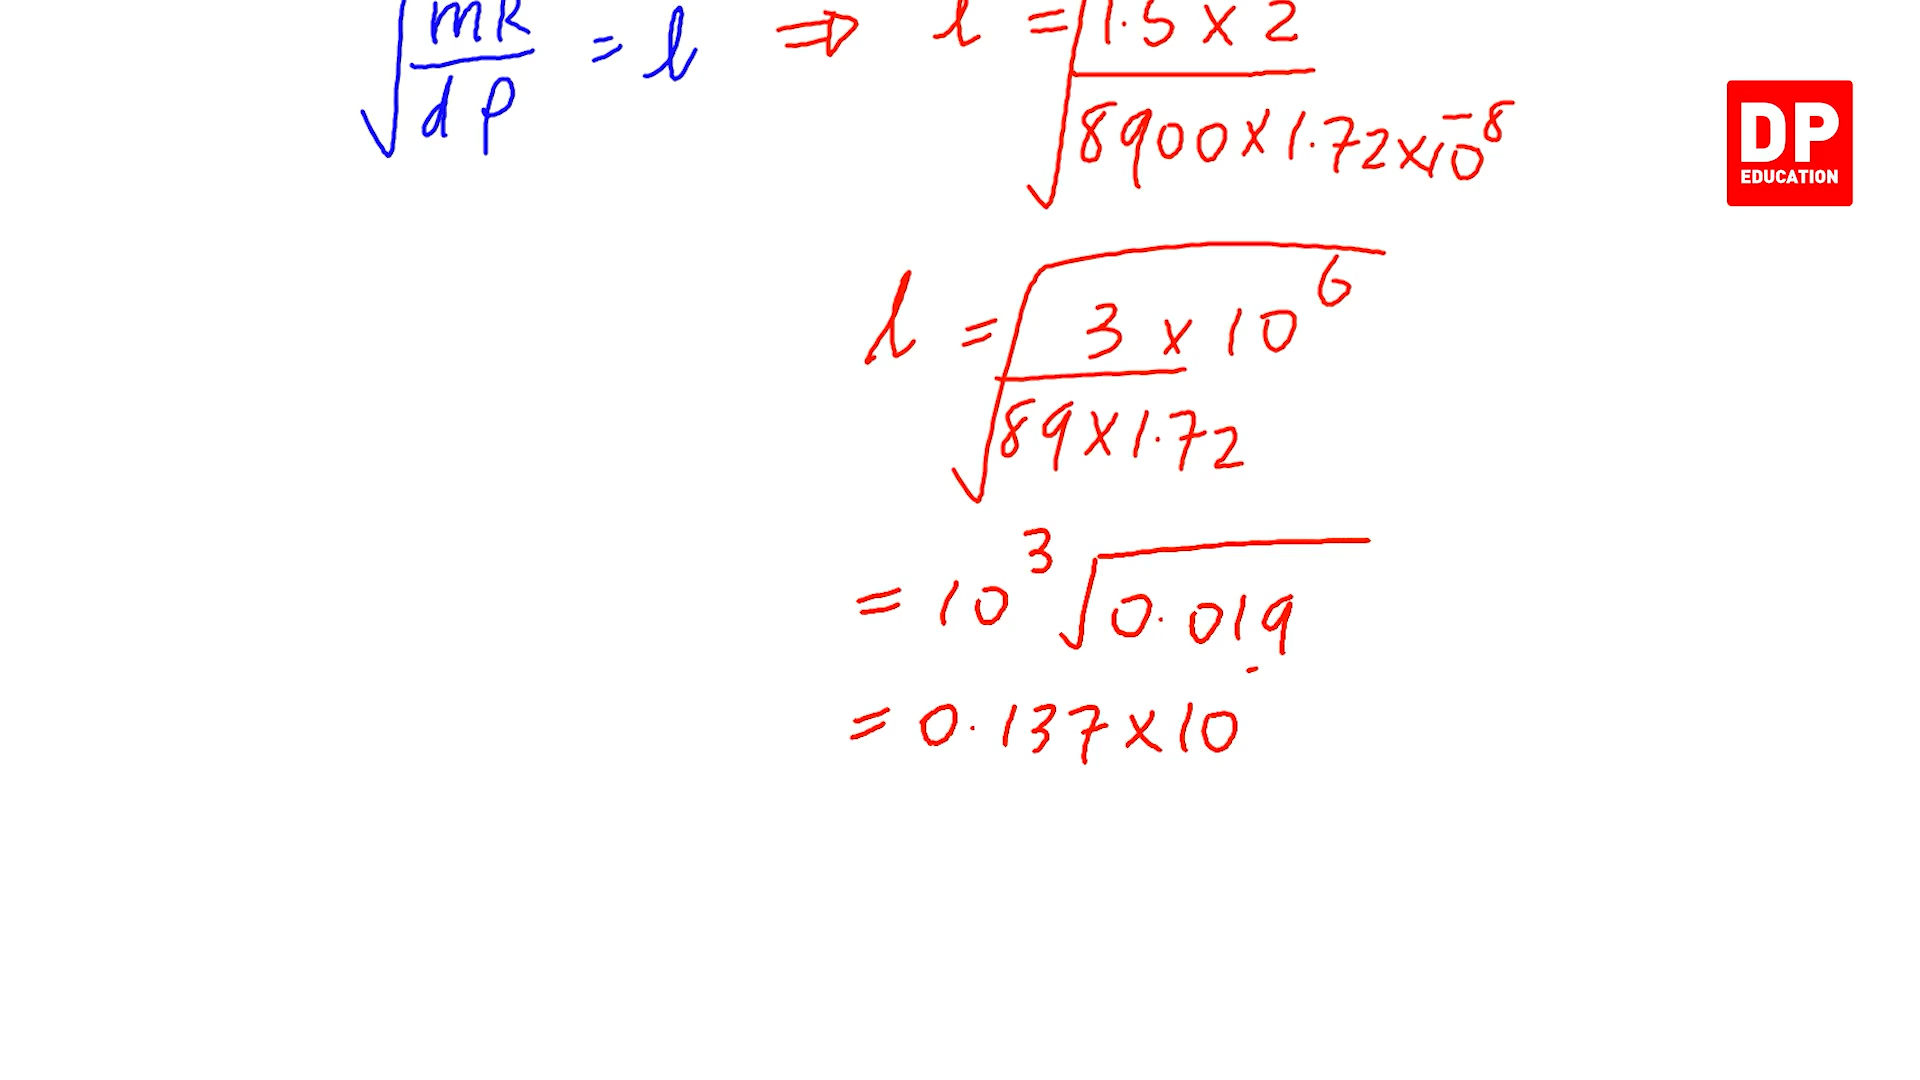 √(mR/dρ) = l ⇒ l = √(1.5 × 2 / 8900 × 1.72 × 10⁻⁸)
DP
EDUCATION
l = √(3 × 10⁶ / 89 × 1.72)
= 10³ √0.019
= 0.137 × 10